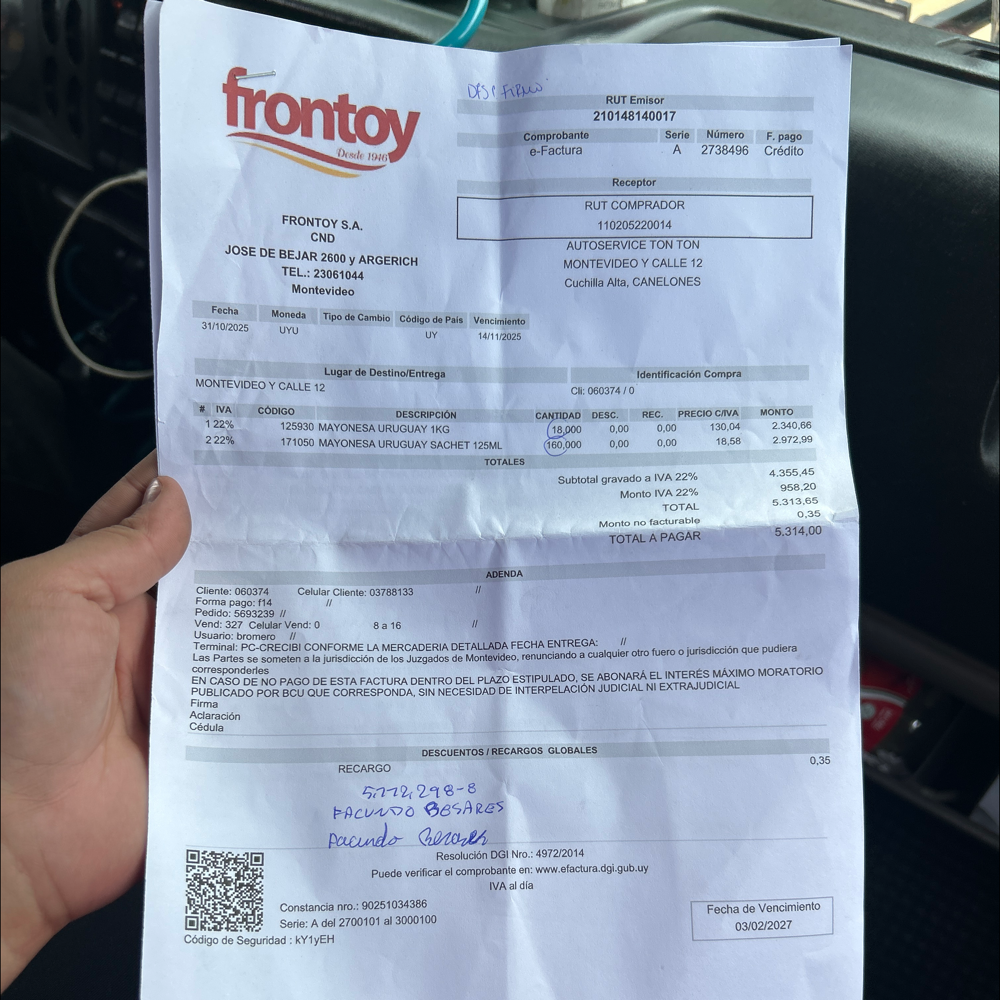 frontoy
Desde 1946
FRONTOY S.A.
CND
JOSE DE BEJAR 2600 y ARGERICH
TEL.: 23061044
Montevideo
RUT Emisor
210148140017
Comprobante Serie Número F. pago
e-Factura A 2738496 Crédito
Receptor
RUT COMPRADOR
110205220014
AUTOSERVICE TON TON
MONTEVIDEO Y CALLE 12
Cuchilla Alta, CANELONES
Fecha Moneda Tipo de Cambio Código de País Vencimiento
31/10/2025 UYU UY 14/11/2025
Lugar de Destino/Entrega Identificación Compra
MONTEVIDEO Y CALLE 12 Cli: 060374 / 0
# IVA CÓDIGO DESCRIPCIÓN CANTIDAD DESC. REC. PRECIO C/IVA MONTO
1 22% 125930 MAYONESA URUGUAY 1KG 18,000 0,00 0,00 130,04 2.340,66
2 22% 171050 MAYONESA URUGUAY SACHET 125ML 160,000 0,00 0,00 18,58 2.972,99
TOTALES
Subtotal gravado a IVA 22% 4.355,45
Monto IVA 22% 958,20
TOTAL 5.313,65
Monto no facturable 0,35
TOTAL A PAGAR 5.314,00
ADENDA
Cliente: 060374 Celular Cliente: 03788133 //
Forma pago: f14 //
Pedido: 5693239 //
Vend: 327 Celular Vend: 0 8 a 16 //
Usuario: bromero //
Terminal: PC-CRECIBI CONFORME LA MERCADERIA DETALLADA FECHA ENTREGA: //
Las Partes se someten a la jurisdicción de los Juzgados de Montevideo, renunciando a cualquier otro fuero o jurisdicción que pudiera
corresponderles
EN CASO DE NO PAGO DE ESTA FACTURA DENTRO DEL PLAZO ESTIPULADO, SE ABONARÁ EL INTERÉS MÁXIMO MORATORIO
PUBLICADO POR BCU QUE CORRESPONDA, SIN NECESIDAD DE INTERPELACIÓN JUDICIAL NI EXTRAJUDICIAL
Firma
Aclaración
Cédula
DESCUENTOS / RECARGOS GLOBALES
RECARGO 0,35
5.772.298-8
FACUNDO BESARES
Facundo Besares
Resolución DGI Nro.: 4972/2014
Puede verificar el comprobante en: www.efactura.dgi.gub.uy
IVA al día
Constancia nro.: 90251034386
Serie: A del 2700101 al 3000100
Código de Seguridad : kY1yEH
Fecha de Vencimiento
03/02/2027